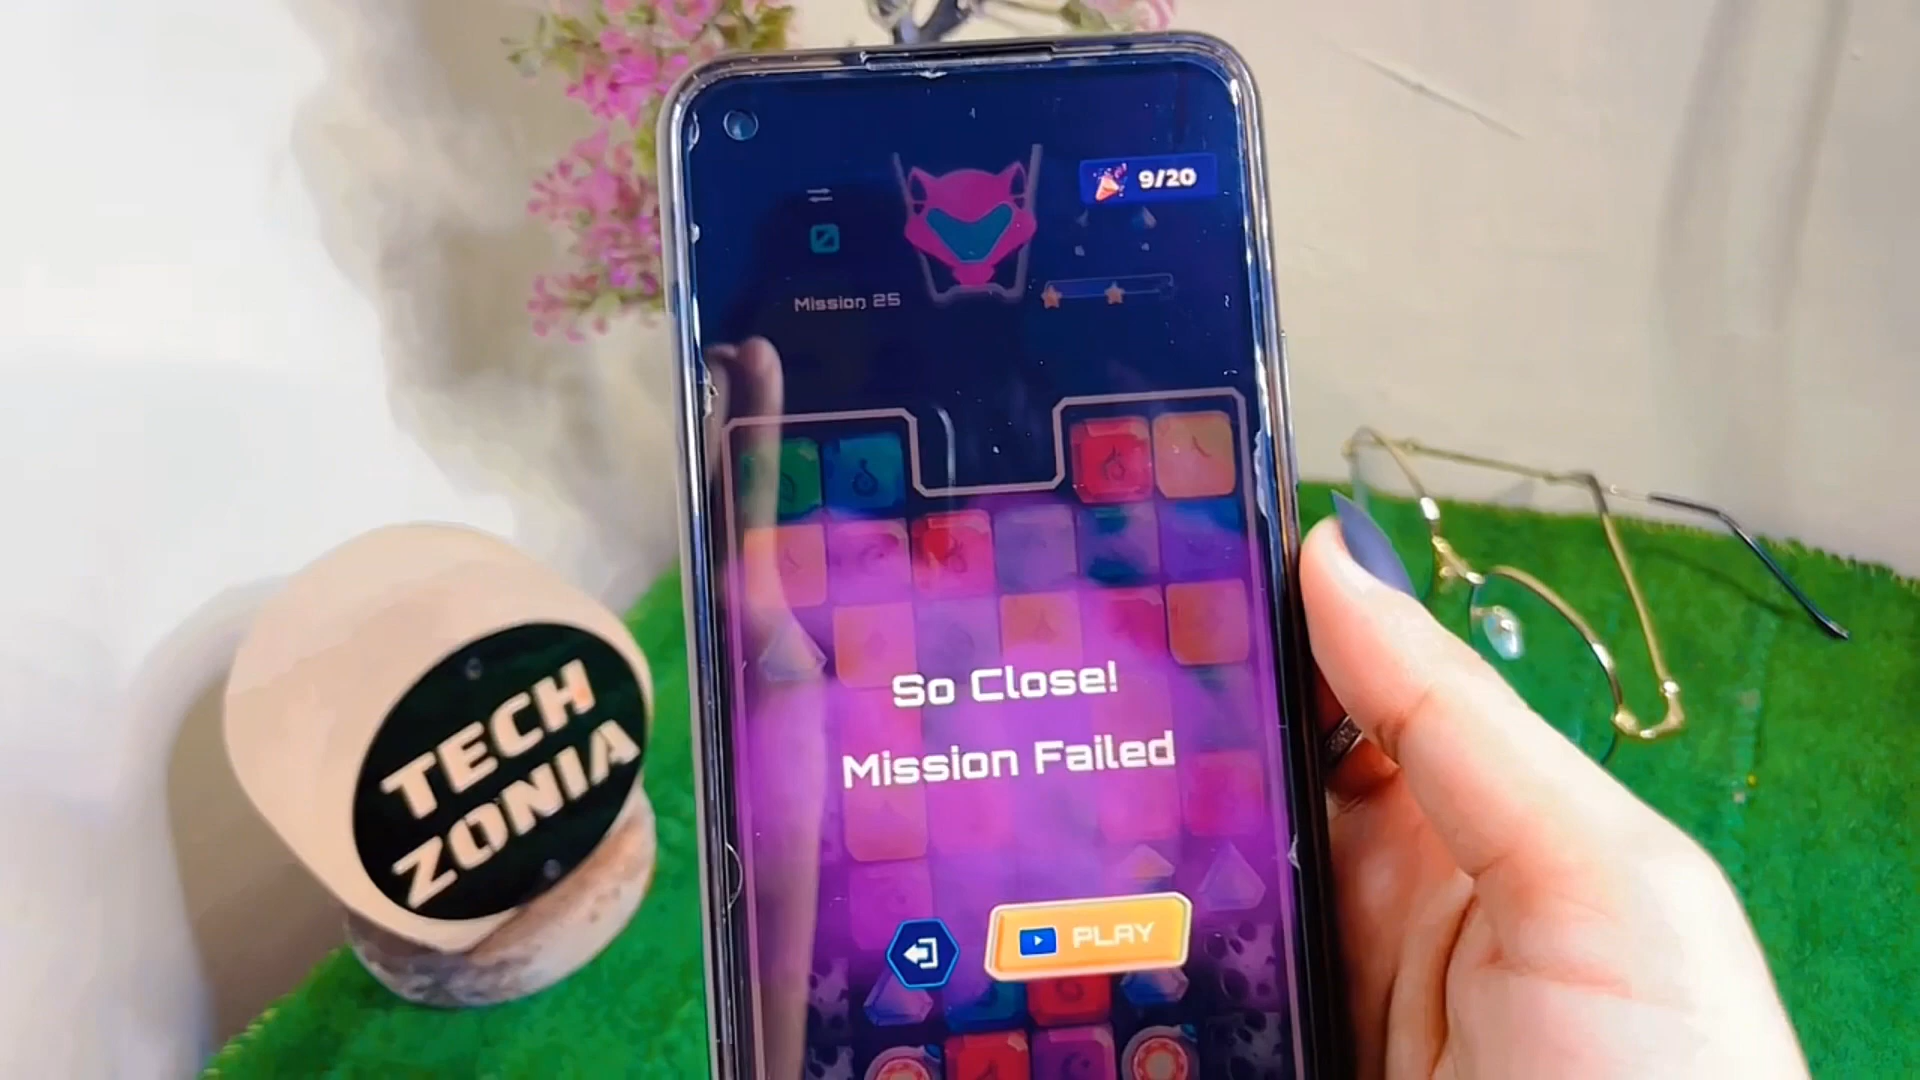 9/20
Mission 25
So Close!
Mission Failed
PLAY
TECH
ZONIA